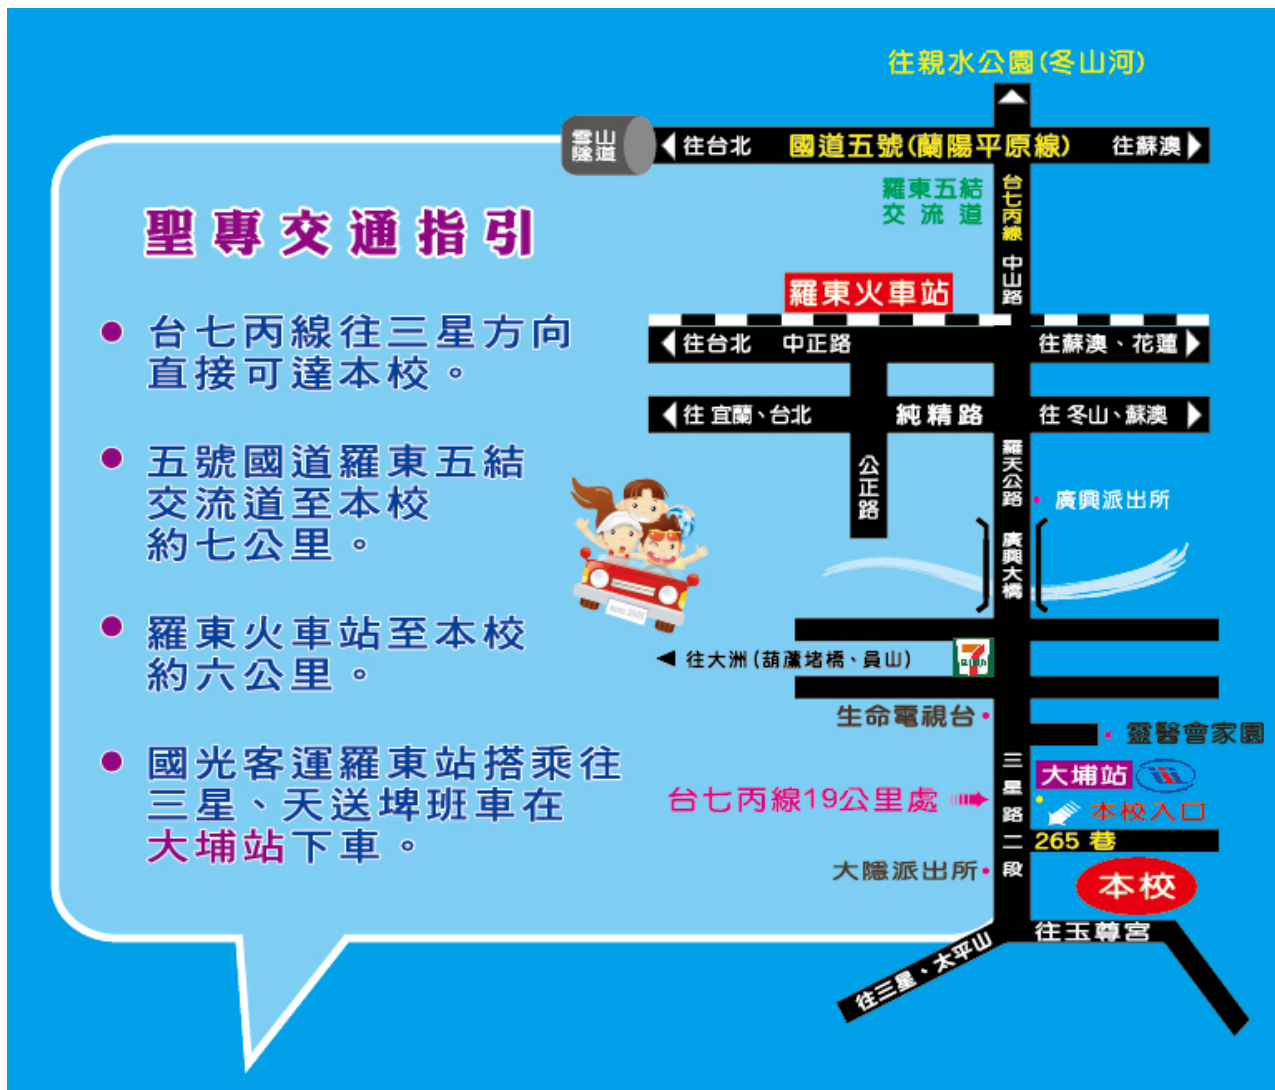 聖專交通指引
台七丙線往三星方向
直接可達本校。
五號國道羅東五結
交流道至本校
約七公里。
羅東火車站至本校
約六公里。
國光客運羅東站搭乘往
三星、天送埤班車在
大埔站下車。
往親水公園(冬山河)
雪山
隧道
往台北 國道五號(蘭陽平原線) 往蘇澳
羅東五結
交流道
台七丙線 中山路
羅東火車站
往台北 中正路 往蘇澳、花蓮
往 宜蘭、台北 純精路 往 冬山、蘇澳
公正路
羅天公路
廣興派出所
廣興大橋
往大洲(葫蘆堵橋、員山)
7
生命電視台
靈醫會家園
三星路二段
大埔站
台七丙線19公里處
本校入口
265 巷
大隱派出所
本校
往玉尊宮
往三星、太平山